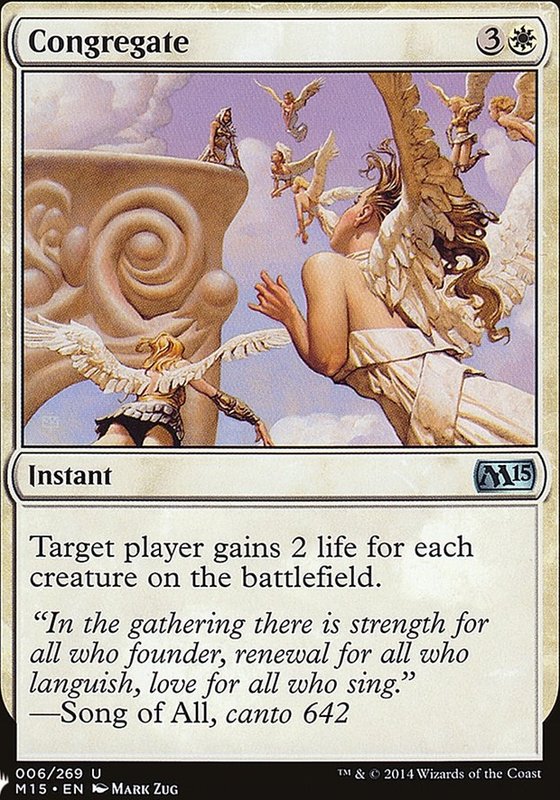 Congregate 3
Instant M15
Target player gains 2 life for each
creature on the battlefield.
“In the gathering there is strength for
all who founder, renewal for all who
languish, love for all who sing.”
—Song of All, canto 642
006/269 U
M15 • EN Mark Zug ™ & © 2014 Wizards of the Coast